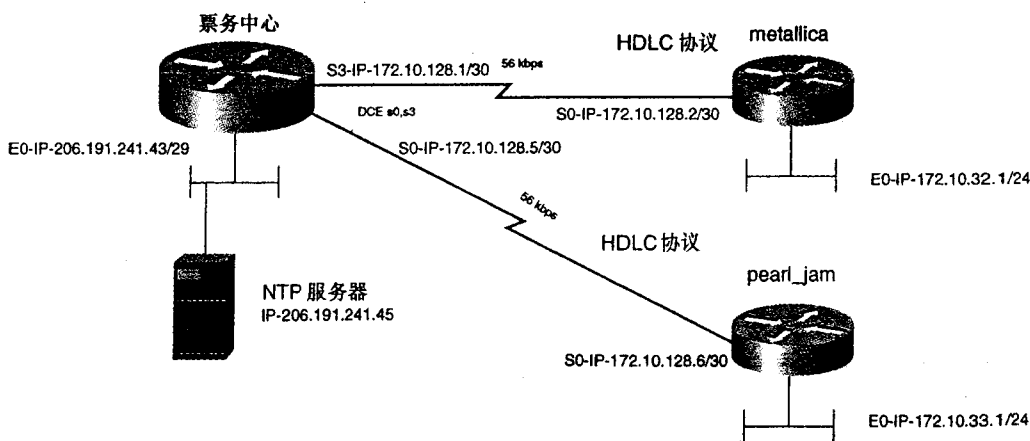 票务中心
HDLC 协议
metallica
S3-IP-172.10.128.1/30
56 kbps
DCE s0,s3
S0-IP-172.10.128.2/30
E0-IP-206.191.241.43/29
S0-IP-172.10.128.5/30
E0-IP-172.10.32.1/24
56 kbps
HDLC 协议
pearl_jam
NTP 服务器
IP-206.191.241.45
S0-IP-172.10.128.6/30
E0-IP-172.10.33.1/24